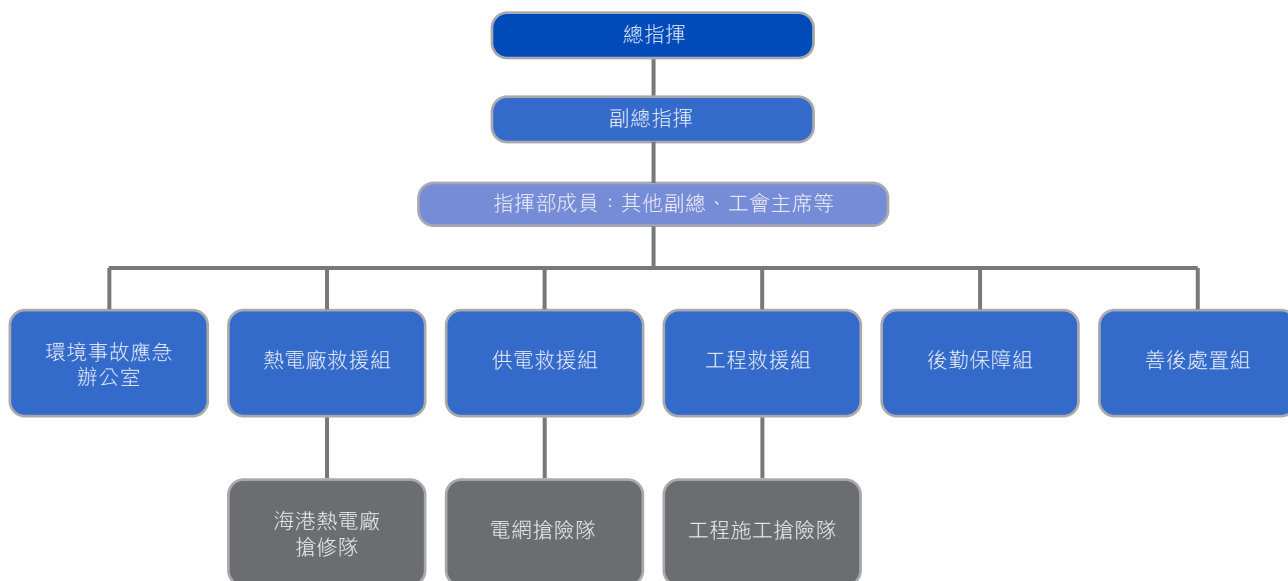 總指揮
副總指揮
指揮部成員：其他副總、工會主席等
環境事故應急
辦公室
熱電廠救援組
供電救援組
工程救援組
後勤保障組
善後處置組
海港熱電廠
搶修隊
電網搶險隊
工程施工搶險隊